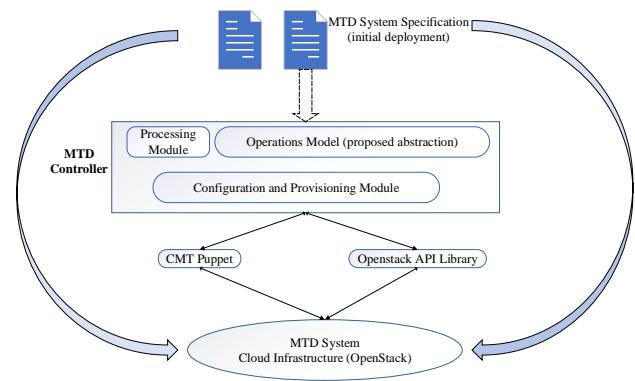 MTD System Specification
(initial deployment)
Processing
Module
Operations Model (proposed abstraction)
MTD
Controller
Configuration and Provisioning Module
CMT Puppet
Openstack API Library
MTD System
Cloud Infrastructure (OpenStack)